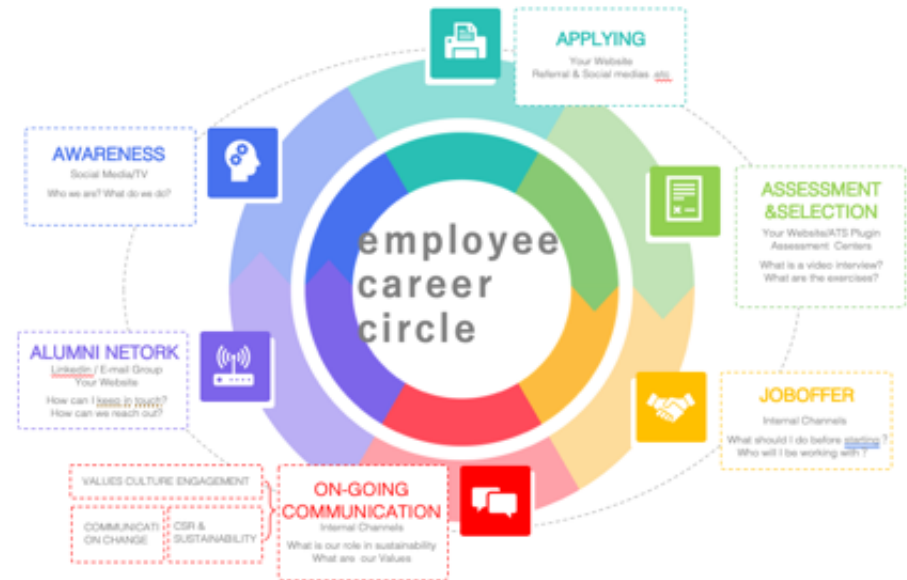 APPLYING
Your Website
Referral & Social medias etc
AWARENESS
Social Media/TV
Who we are? What do we do?
ASSESSMENT
&SELECTION
Your Website/ATS Plugin
Assessment Centers
What is a video interview?
What are the exercises?
employee
career
circle
ALUMNI NETORK
Linkedin / E-mail Group
Your Website
How can I keep in touch?
How can we reach out?
JOBOFFER
Internal Channels
What should I do before starting ?
Who will I be working with ?
VALUES CULTURE ENGAGEMENT
COMMUNICATI
ON CHANGE
CSR &
SUSTAINABILITY
ON-GOING
COMMUNICATION
Internal Channels
What is our role in sustainability
What are our Values